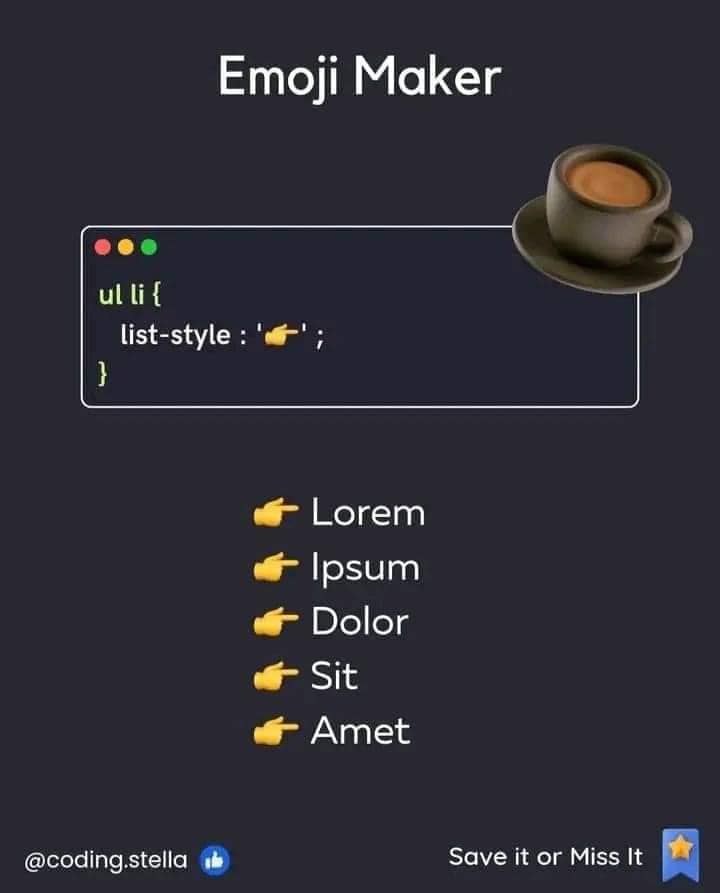 Emoji Maker
ul li {
list-style : '👉' ;
}
👉 Lorem
👉 Ipsum
👉 Dolor
👉 Sit
👉 Amet
@coding.stella
Save it or Miss It